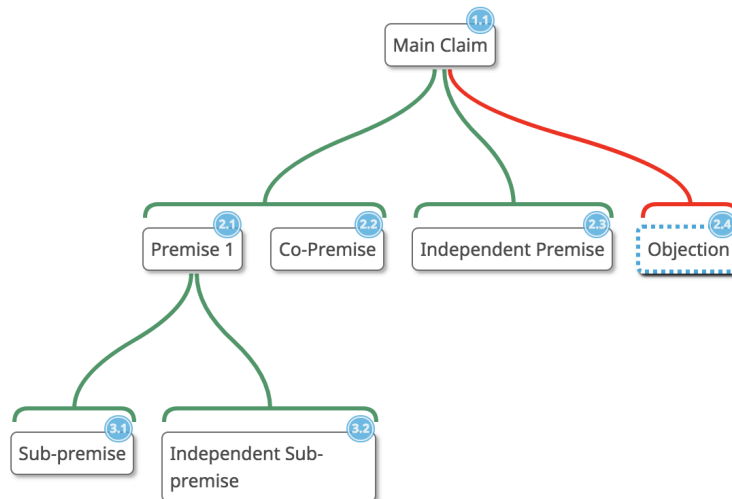 1.1
Main Claim
2.1
2.2
2.3
2.4
Premise 1
Co-Premise
Independent Premise
Objection
3.1
3.2
Sub-premise
Independent Sub-
premise